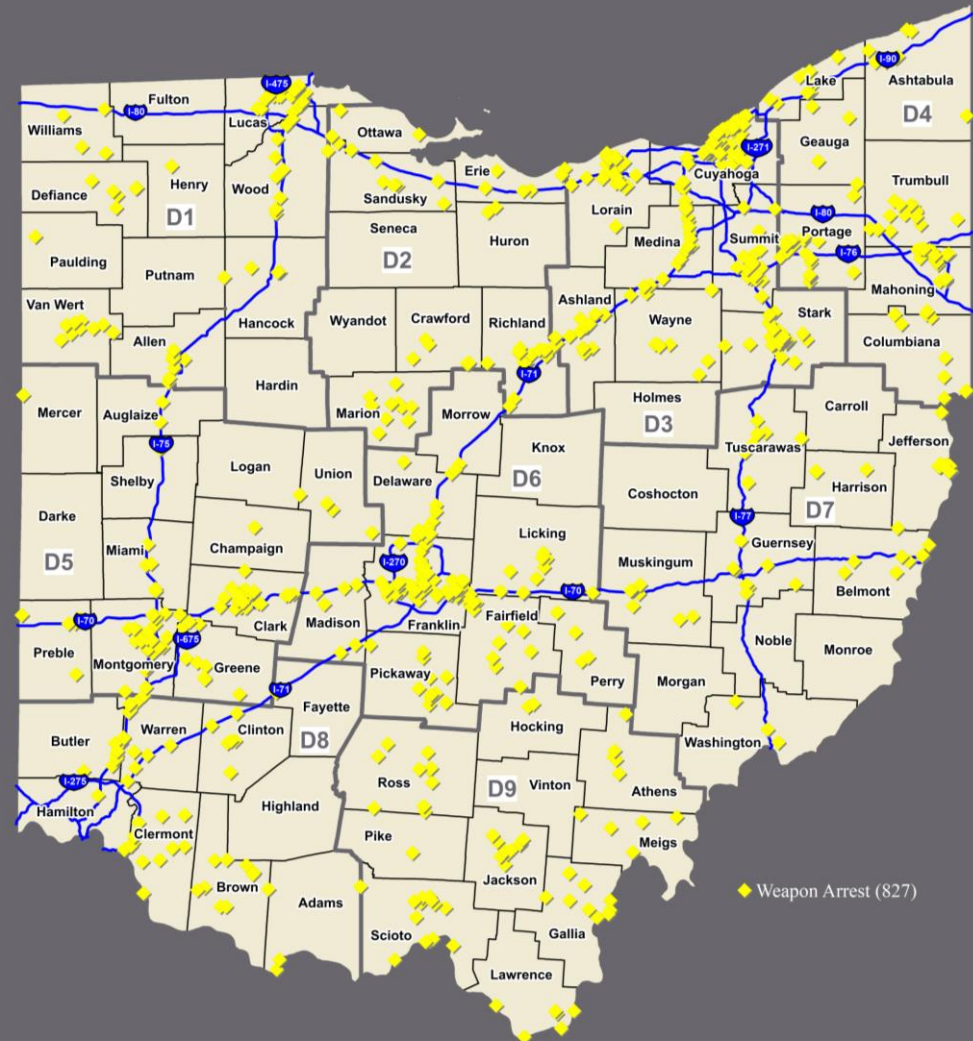 I-90
Lake
Ashtabula
I-475
Fulton
I-80
D4
Lucas
Williams
Ottawa
Geauga
I-271
Cuyahoga
Erie
Trumbull
Henry
Wood
Defiance
Sandusky
Lorain
I-80
D1
Seneca
Portage
Medina
Summit
Huron
I-76
D2
Paulding
Putnam
Mahoning
Ashland
Van Wert
Stark
Wyandot
Crawford
Richland
Wayne
Hancock
Allen
Columbiana
I-71
Hardin
Holmes
Mercer
Auglaize
Marion
Morrow
Carroll
D3
I-75
Knox
Tuscarawas
Jefferson
Logan
Union
D6
Shelby
Delaware
Harrison
Coshocton
D7
Darke
I-77
Licking
Guernsey
Miami
Champaign
D5
I-270
Muskingum
I-70
Belmont
I-70
Clark
Madison
Franklin
Fairfield
I-675
Noble
Preble
Montgomery
Greene
Monroe
Pickaway
Perry
Morgan
I-71
Fayette
Hocking
Warren
Clinton
Butler
D8
Washington
I-275
Ross
D9
Vinton
Athens
Highland
Hamilton
Clermont
Pike
Meigs
Jackson
Brown
Weapon Arrest (827)
Adams
Scioto
Gallia
Lawrence